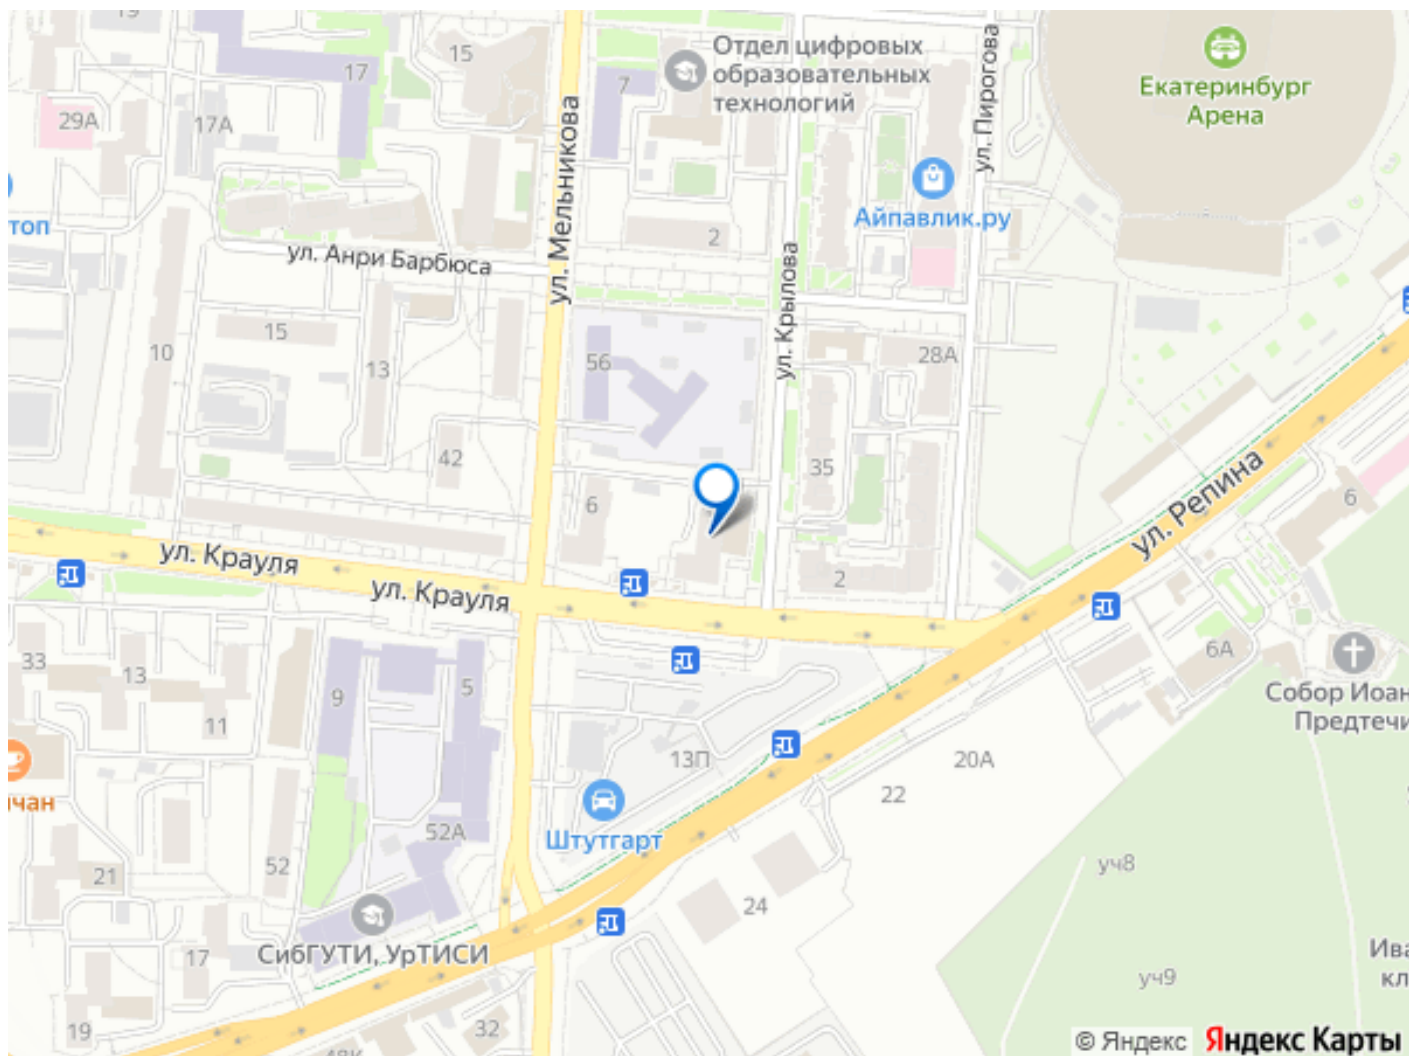 15
17
17А
29А
7
Отдел цифровых
образовательных
технологий
ул. Пирогова
Екатеринбург
Арена
ул. Мельникова
Айпавлик.ру
топ
2
ул. Анри Барбюса
ул. Крылова
10
15
13
56
28А
42
35
6
6
ул. Репина
ул. Крауля
ул. Крауля
2
33
13
11
9
5
6А
Собор Иоан
Предтечи
13П
20А
22
чан
Штутгарт
52А
52
21
24
уч8
СибГУТИ, УрТИСИ
17
уч9
Ива
кл
19
32
© Яндекс
Яндекс Карты